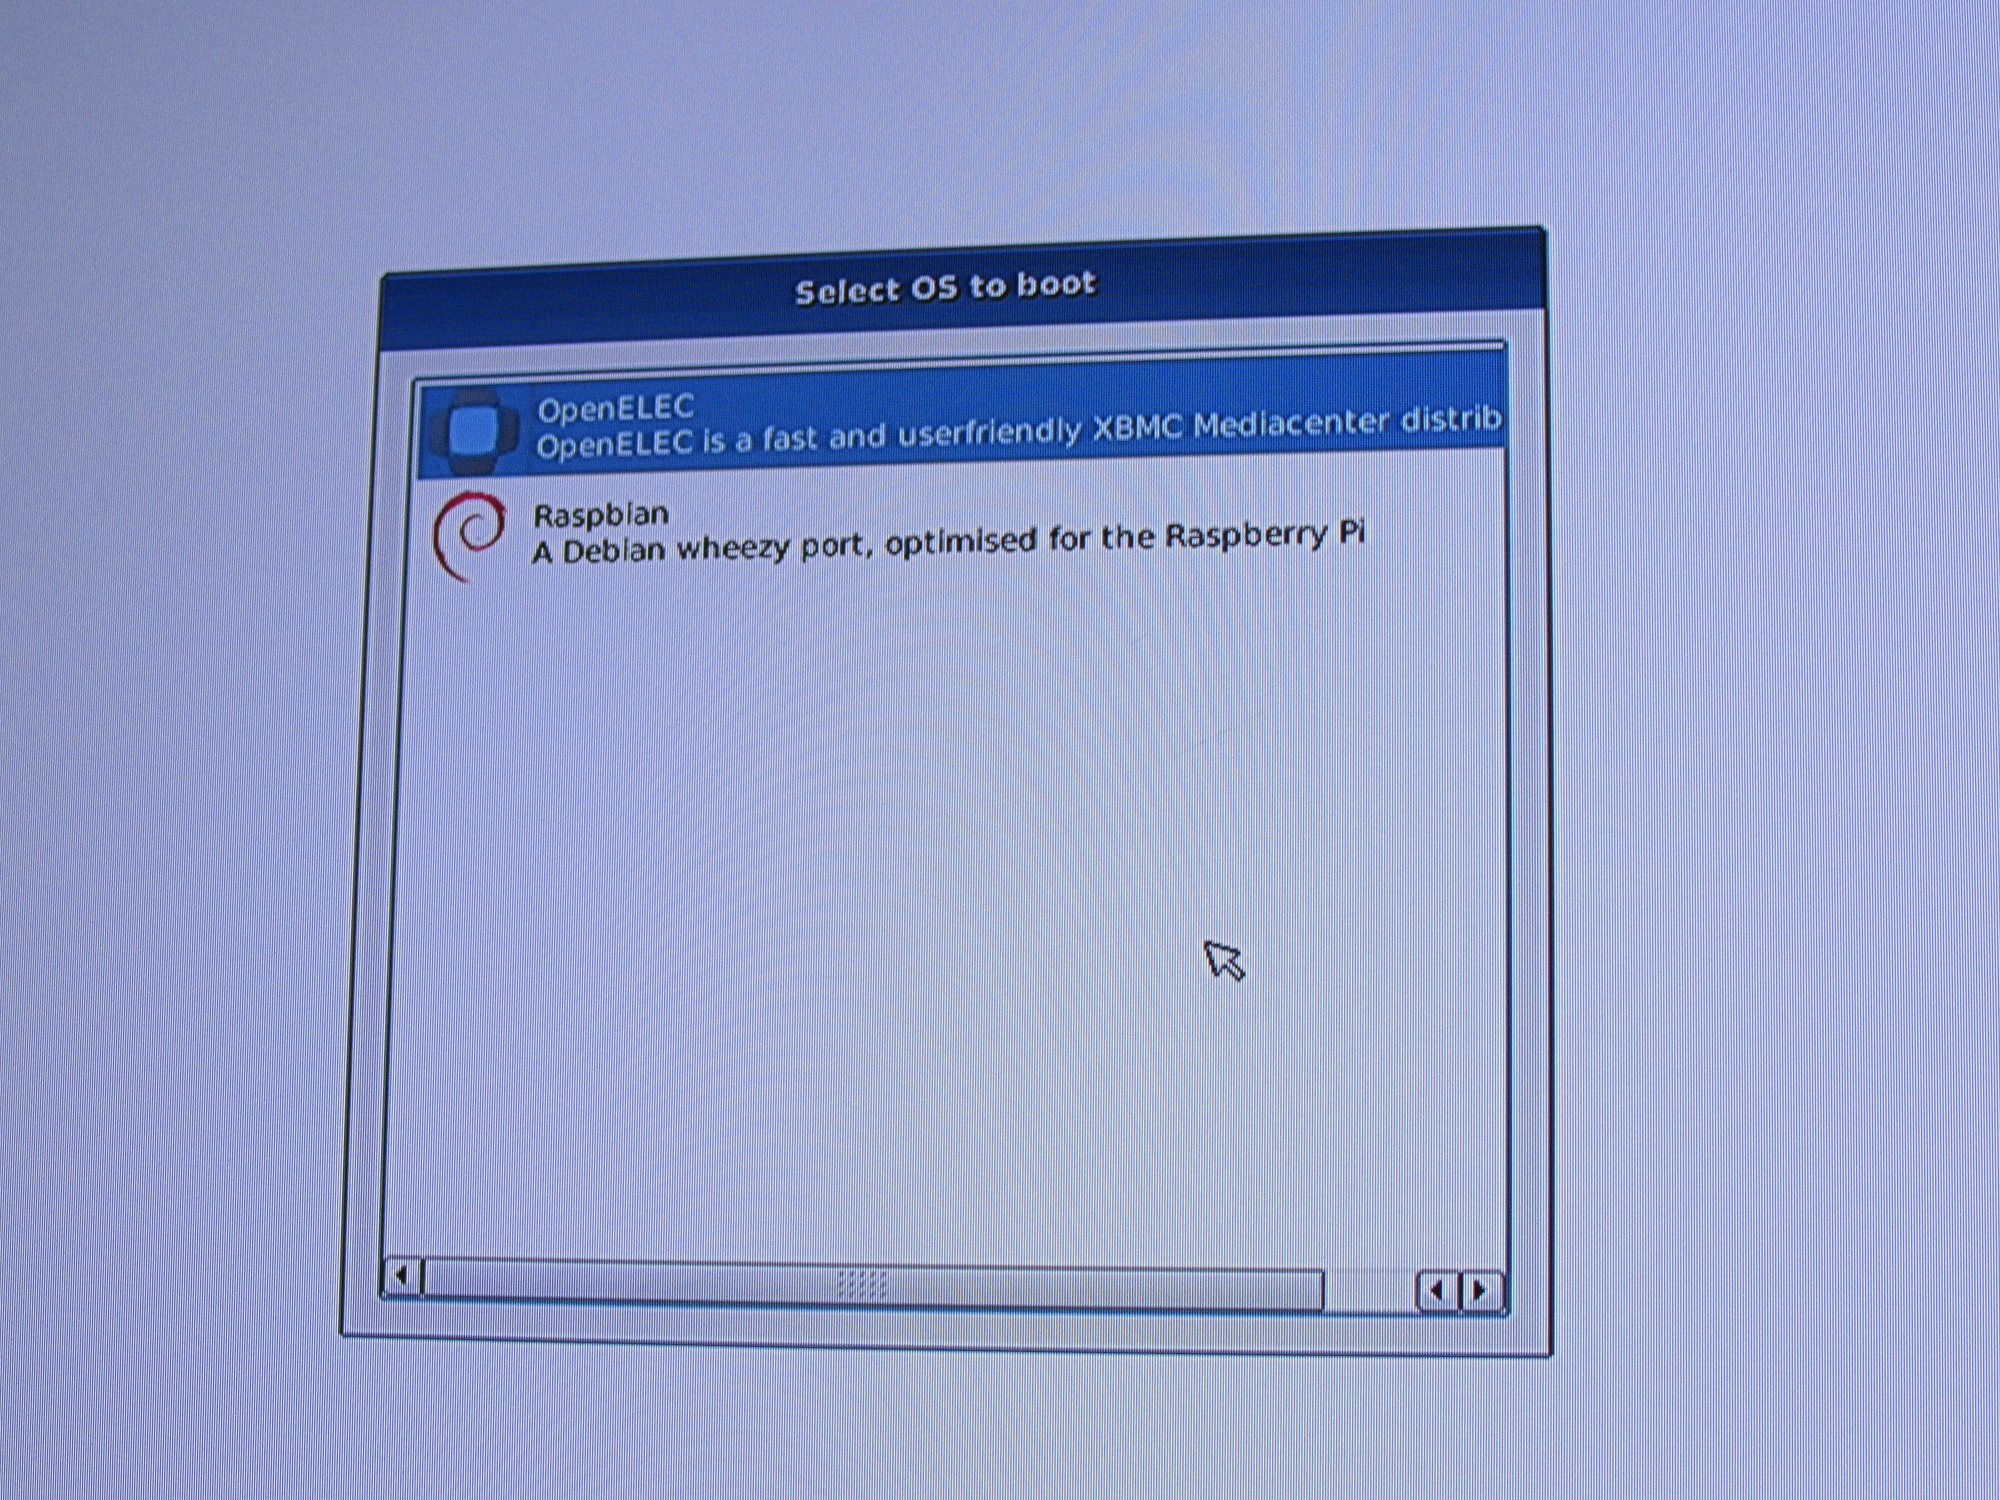 Select OS to boot
OpenELEC
OpenELEC is a fast and userfriendly XBMC Mediacenter distrib
Raspbian
A Debian wheezy port, optimised for the Raspberry Pi